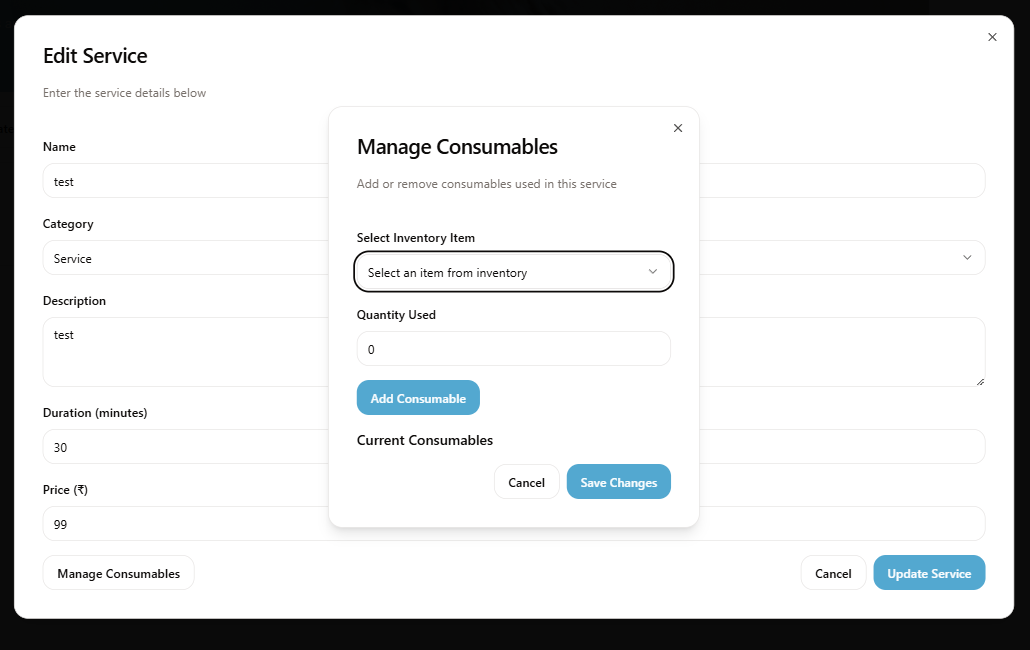 Edit Service
Enter the service details below
Name
test
Category
Service
Description
test
Duration (minutes)
30
Price (₹)
99
Manage Consumables
Cancel
Update Service
Manage Consumables
Add or remove consumables used in this service
Select Inventory Item
Select an item from inventory
Quantity Used
0
Add Consumable
Current Consumables
Cancel
Save Changes